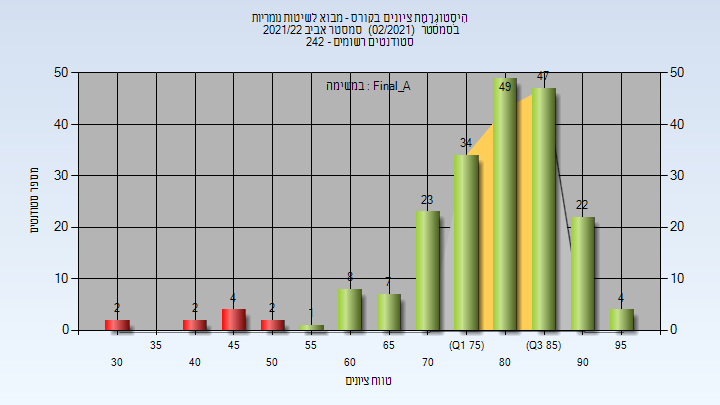 היסטוגרמת ציונים בקורס - מבוא לשיטות נומריות
בסמסטר (02/2021) סמסטר אביב 2021/22
סטודנטים רשומים - 242
במשימה : Final_A
50 50
40 40
30 30
20 20
10 10
0 0
מספר סטודנטים
2 2 4 2 1 8 7 23 34 49 47 22 4
30 35 40 45 50 55 60 65 70 (Q1 75) 80 (Q3 85) 90 95
טווח ציונים